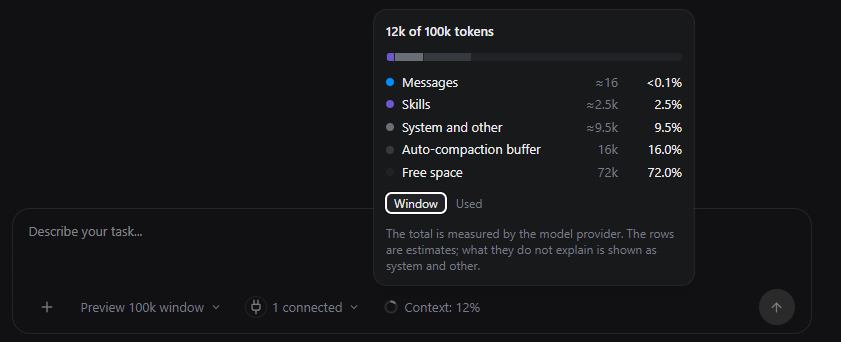 12k of 100k tokens
Messages ≈16 <0.1%
Skills ≈2.5k 2.5%
System and other ≈9.5k 9.5%
Auto-compaction buffer 16k 16.0%
Free space 72k 72.0%
Window Used
The total is measured by the model provider. The rows
are estimates; what they do not explain is shown as
system and other.
Describe your task...
Preview 100k window 1 connected Context: 12%